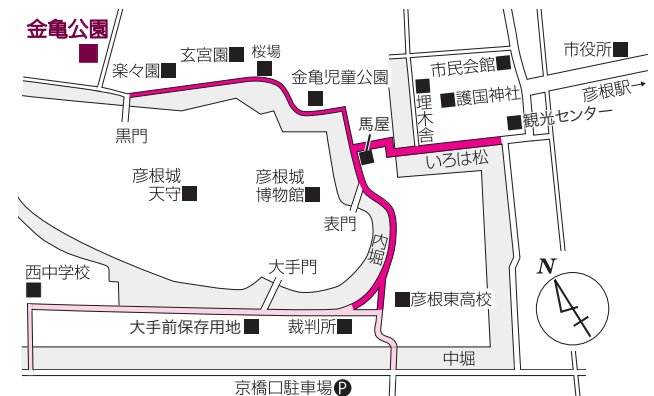 金亀公園
楽々園
玄宮園
桜場
金亀児童公園
市民会館
市役所
彦根駅→
埋木舎
護国神社
観光センター
馬屋
いろは松
黒門
彦根城
天守
彦根城
博物館
表門
内堀
大手門
西中学校
彦根東高校
N
大手前保存用地
裁判所
中堀
京橋口駐車場P